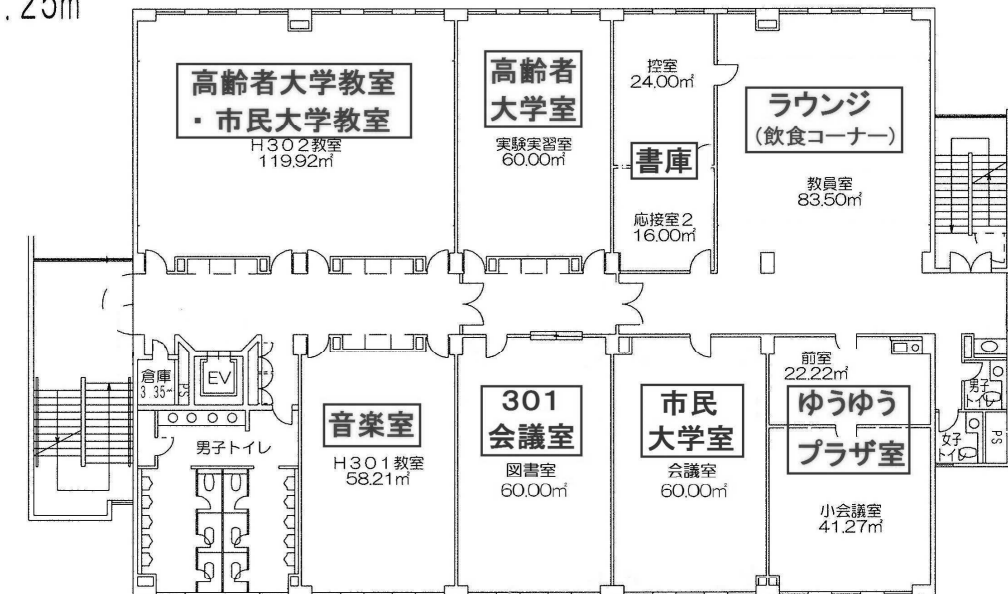 .25m
高齢者大学教室
・市民大学教室
H302教室
119.92㎡
高齢者
大学室
実験実習室
60.00㎡
控室
24.00㎡
書庫
応接室2
16.00㎡
ラウンジ
(飲食コーナー)
教員室
83.50㎡
倉庫
3.35㎡
PS
EV
男子トイレ
音楽室
H301教室
58.21㎡
301
会議室
図書室
60.00㎡
市民
大学室
会議室
60.00㎡
前室
22.22㎡
ゆうゆう
プラザ室
小会議室
41.27㎡
男子
トイレ
女子
トイレ
PS